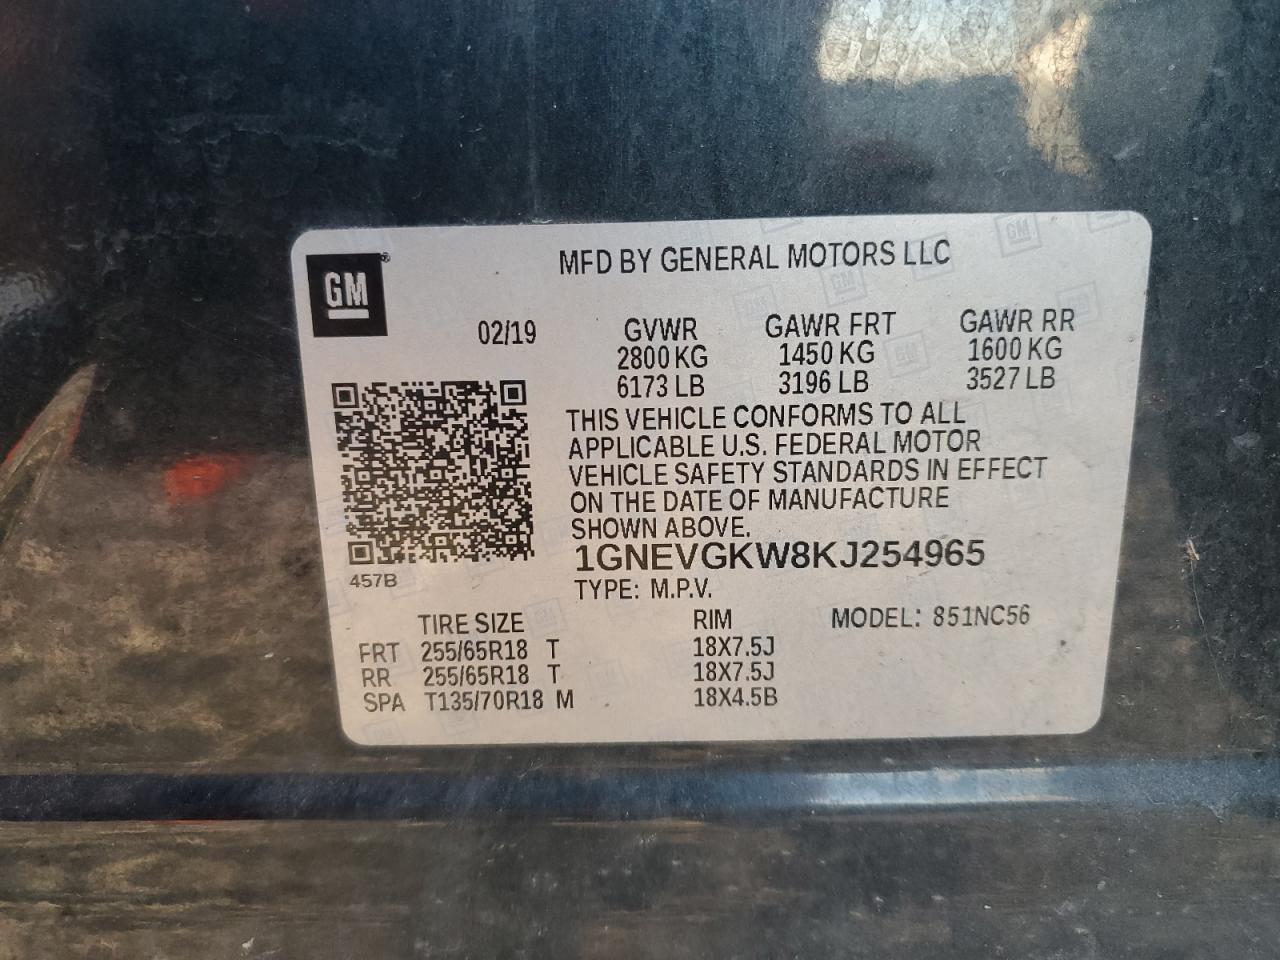 GM®
MFD BY GENERAL MOTORS LLC
02/19 GVWR GAWR FRT GAWR RR
2800 KG 1450 KG 1600 KG
6173 LB 3196 LB 3527 LB
THIS VEHICLE CONFORMS TO ALL
APPLICABLE U.S. FEDERAL MOTOR
VEHICLE SAFETY STANDARDS IN EFFECT
ON THE DATE OF MANUFACTURE
SHOWN ABOVE.
1GNEVGKW8KJ254965
457B
TYPE: M.P.V.
TIRE SIZE RIM MODEL: 851NC56
FRT 255/65R18 T 18X7.5J
RR 255/65R18 T 18X7.5J
SPA T135/70R18 M 18X4.5B